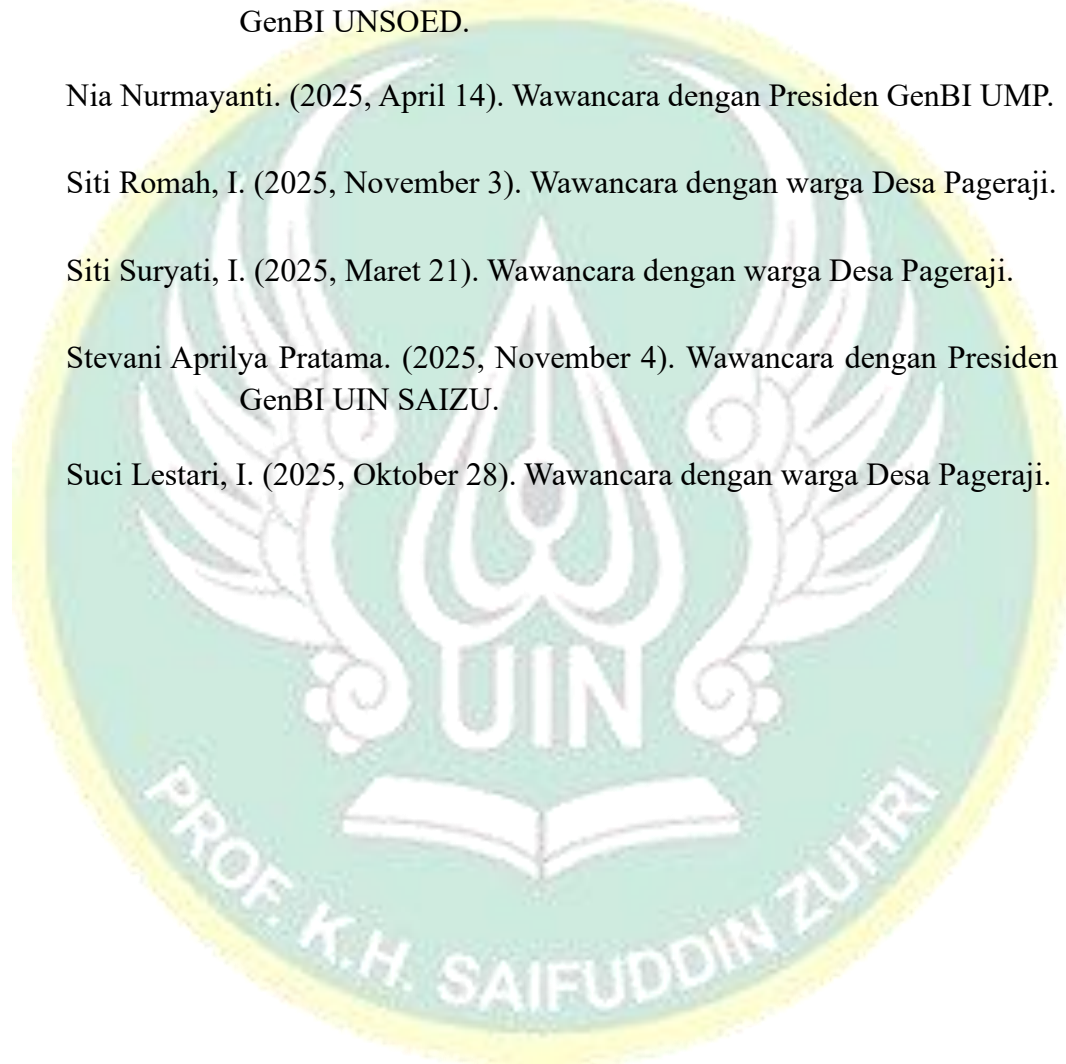 GenBI UNSOED.
Nia Nurmayanti. (2025, April 14). Wawancara dengan Presiden GenBI UMP.
Siti Romah, I. (2025, November 3). Wawancara dengan warga Desa Pageraji.
Siti Suryati, I. (2025, Maret 21). Wawancara dengan warga Desa Pageraji.
Stevani Aprilya Pratama. (2025, November 4). Wawancara dengan Presiden
GenBI UIN SAIZU.
Suci Lestari, I. (2025, Oktober 28). Wawancara dengan warga Desa Pageraji.
UIN
PROF. K.H. SAIFUDDIN ZUHRI